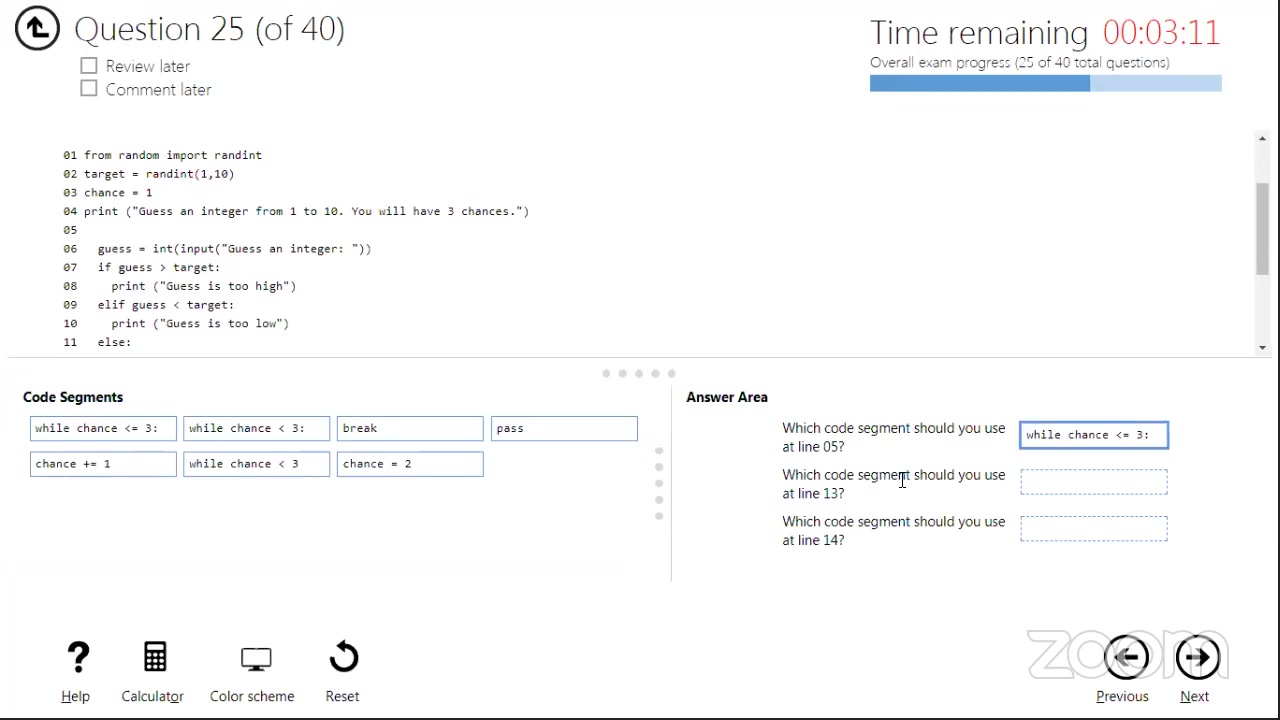 Question 25 (of 40)
Review later
Comment later
Time remaining 00:03:11
Overall exam progress (25 of 40 total questions)
01 from random import randint
02 target = randint(1,10)
03 chance = 1
04 print ("Guess an integer from 1 to 10. You will have 3 chances.")
05
06 guess = int(input("Guess an integer: "))
07 if guess > target:
08 print ("Guess is too high")
09 elif guess < target:
10 print ("Guess is too low")
11 else:
Code Segments
while chance <= 3:
while chance < 3:
break
pass
chance += 1
while chance < 3
chance = 2
Answer Area
Which code segment should you use
at line 05?
while chance <= 3:
Which code segment should you use
at line 13?
Which code segment should you use
at line 14?
Help
Calculator
Color scheme
Reset
zoom
Previous
Next